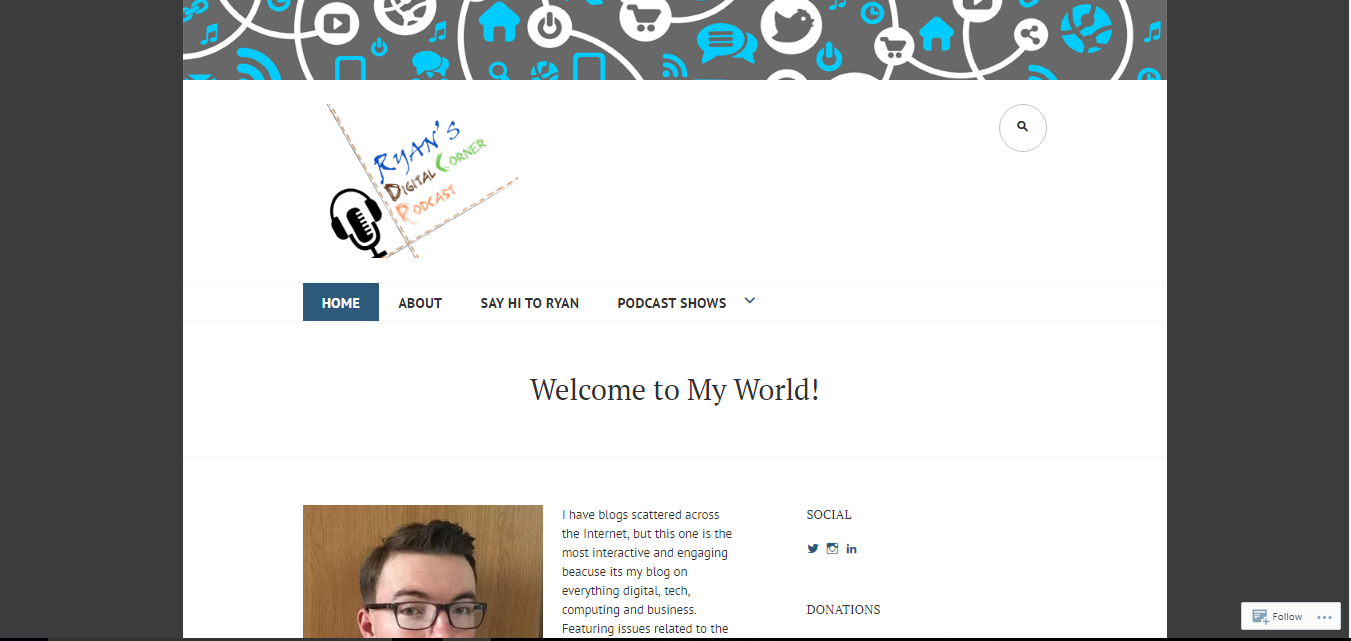 RYAN'S
DIGITAL CORNER
PODCAST
HOME ABOUT SAY HI TO RYAN PODCAST SHOWS
Welcome to My World!
I have blogs scattered across
the Internet, but this one is the
most interactive and engaging
beacuse its my blog on
everything digital, tech,
computing and business.
Featuring issues related to the
SOCIAL
in
DONATIONS
Follow